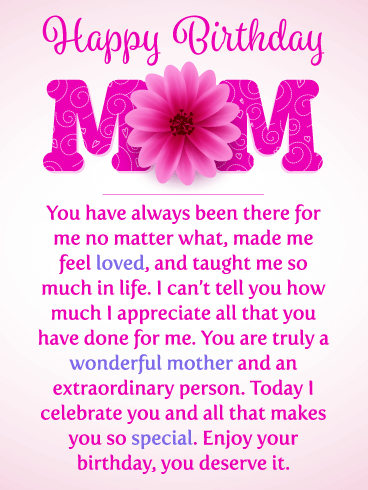 Happy Birthday
MOM
You have always been there for
me no matter what, made me
feel loved, and taught me so
much in life. I can't tell you how
much I appreciate all that you
have done for me. You are truly a
wonderful mother and an
extraordinary person. Today I
celebrate you and all that makes
you so special. Enjoy your
birthday, you deserve it.